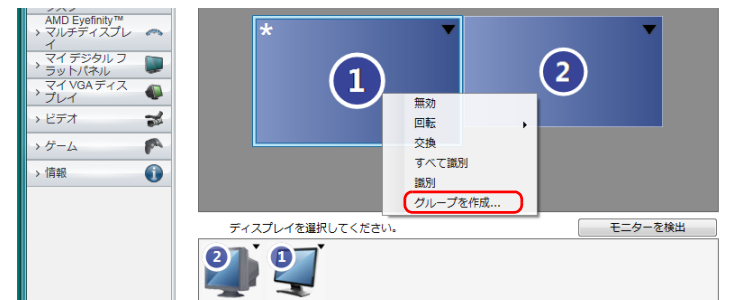 AMD Eyefinity™
マルチディスプレ
イ
マイ デジタル フ
ラットパネル
マイ VGA ディス
プレイ
ビデオ
ゲーム
情報
*
1
2
無効
回転
交換
すべて識別
識別
グループを作成...
ディスプレイを選択してください。
モニターを検出
2
1